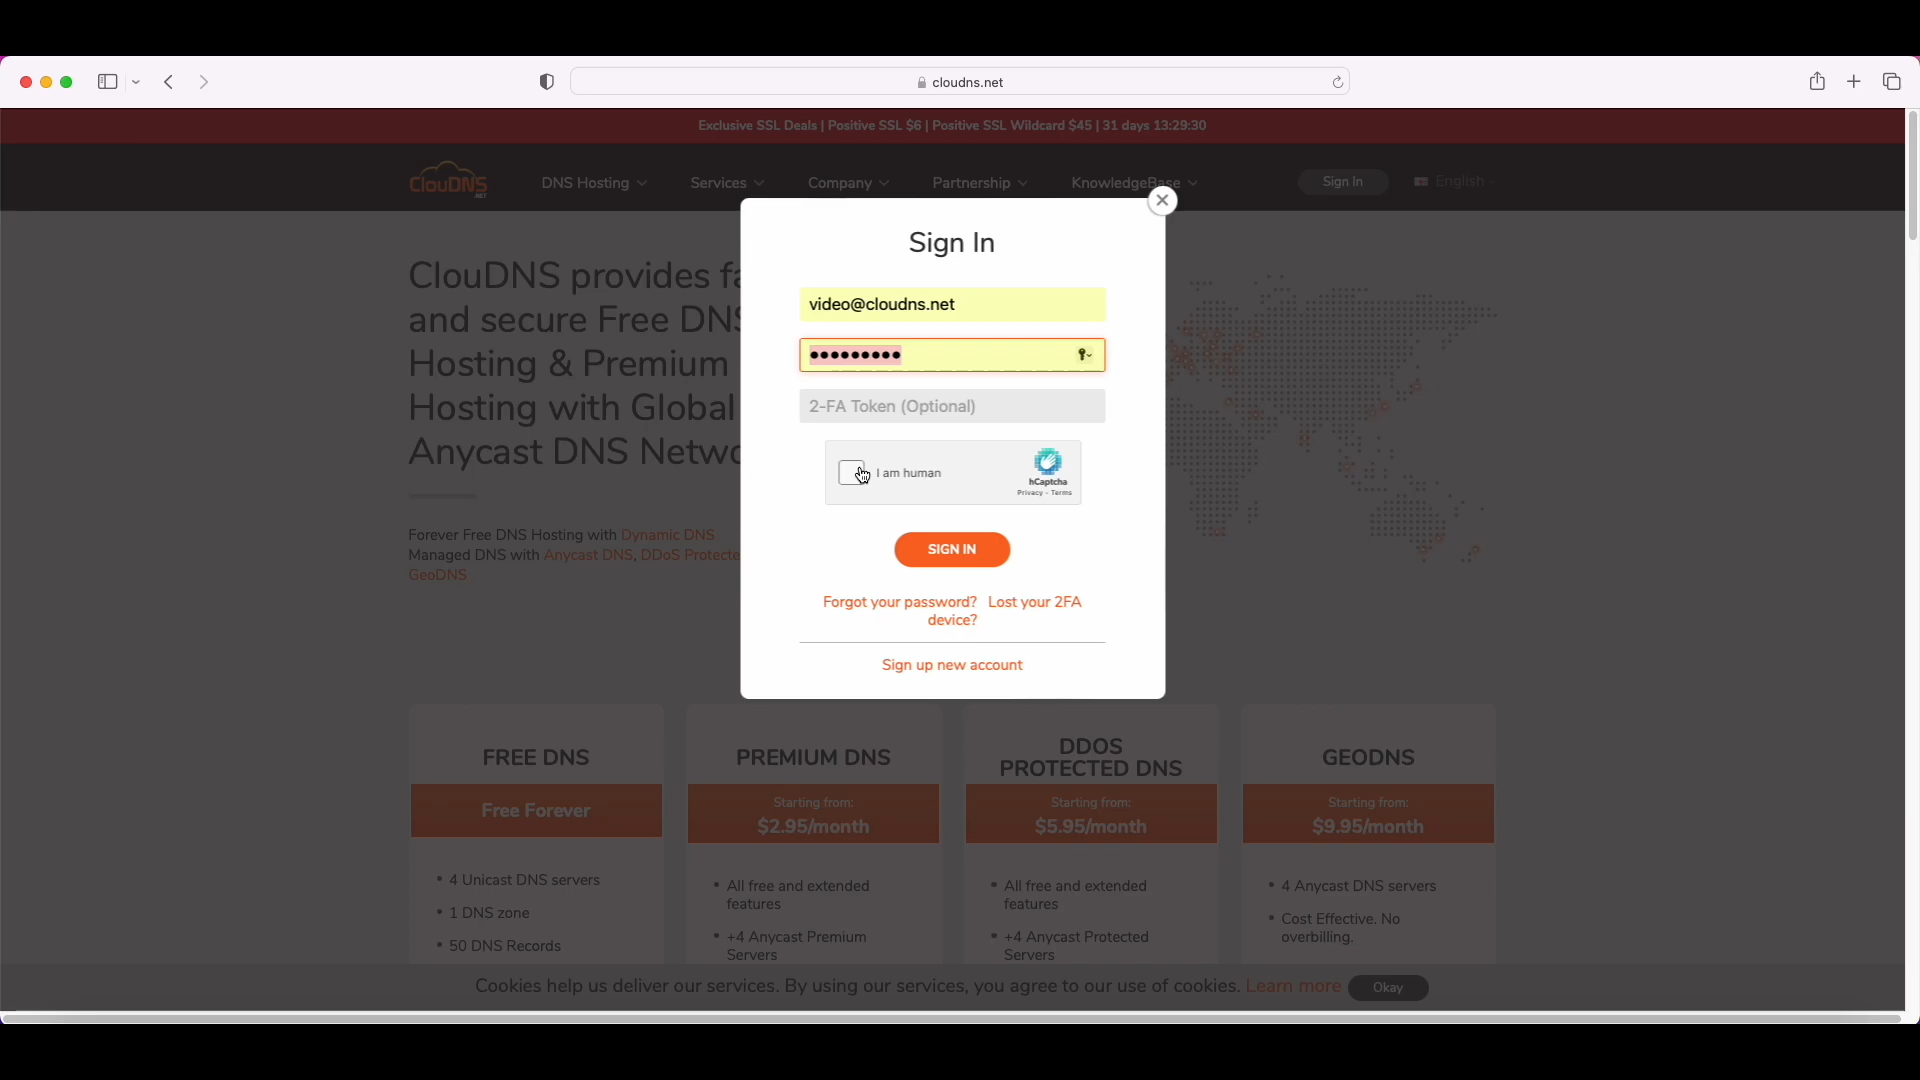 cloudns.net
Exclusive SSL Deals | Positive SSL $6 | Positive SSL Wildcard $45 | 31 days 13:29:30
ClouDNS
.NET
DNS Hosting
Services
Company
Partnership
KnowledgeBase
Sign In
English
ClouDNS provides fa
and secure Free DNS
Hosting & Premium
Hosting with Global
Anycast DNS Netwo
Forever Free DNS Hosting with Dynamic DNS
Managed DNS with Anycast DNS, DDoS Protecte
GeoDNS
Sign In
video@cloudns.net
●●●●●●●●●
2-FA Token (Optional)
I am human
hCaptcha
Privacy - Terms
SIGN IN
Forgot your password? Lost your 2FA
device?
Sign up new account
FREE DNS
Free Forever
• 4 Unicast DNS servers
• 1 DNS zone
• 50 DNS Records
PREMIUM DNS
Starting from:
$2.95/month
• All free and extended
features
• +4 Anycast Premium
Servers
DDOS
PROTECTED DNS
Starting from:
$5.95/month
• All free and extended
features
• +4 Anycast Protected
Servers
GEODNS
Starting from:
$9.95/month
• 4 Anycast DNS servers
• Cost Effective. No
overbilling.
Cookies help us deliver our services. By using our services, you agree to our use of cookies. Learn more Okay